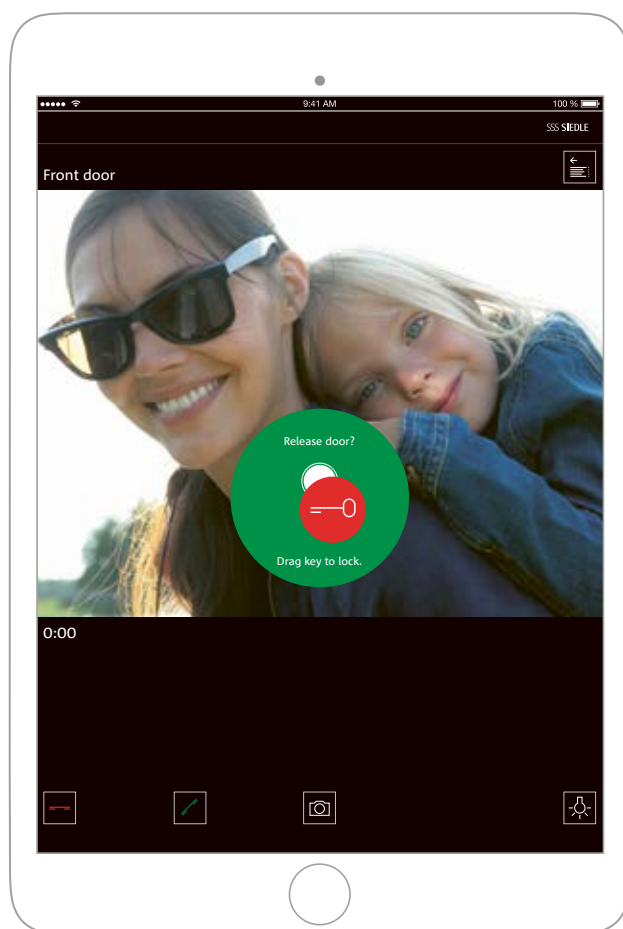 9:41 AM
100 %
SSS SIEDLE
Front door
Release door?
Drag key to lock.
0:00